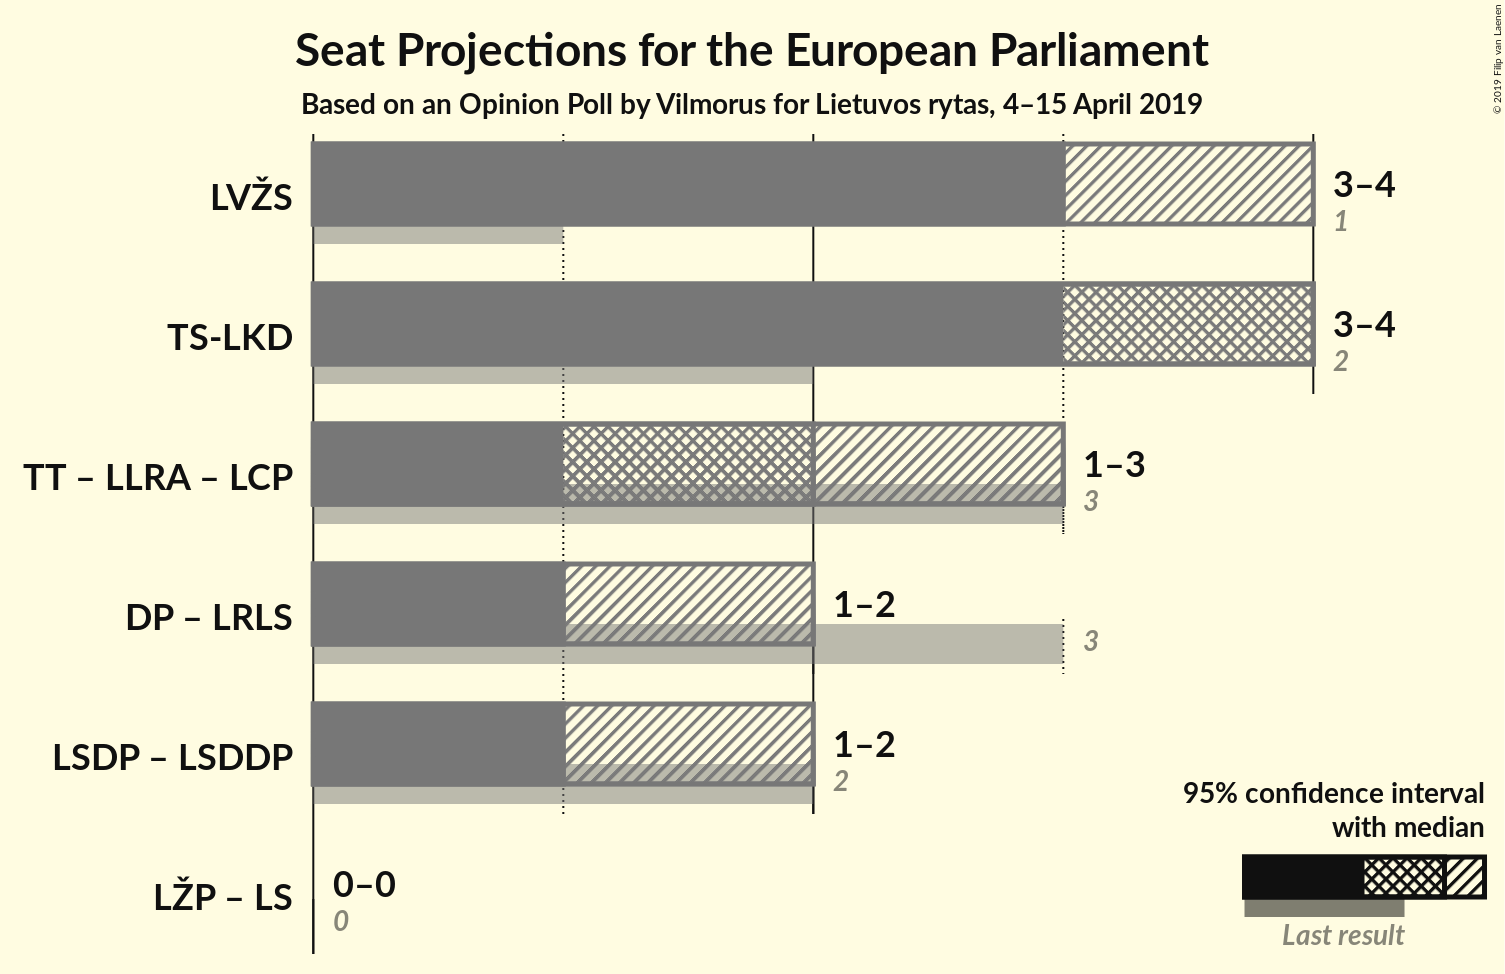 Seat Projections for the European Parliament
Based on an Opinion Poll by Vilmorus for Lietuvos rytas, 4–15 April 2019
© 2019 Filip van Laenen
LVŽS
3–4
1
TS-LKD
3–4
2
TT – LLRA – LCP
1–3
3
DP – LRLS
1–2
3
LSDP – LSDDP
1–2
2
LŽP – LS
0–0
0
95% confidence interval
with median
Last result